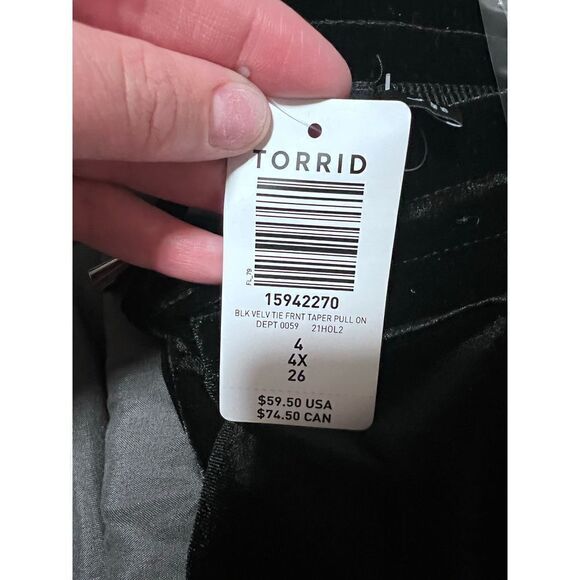 TORRID
FL_79
15942270
BLK VELV TIE FRNT TAPER PULL ON
DEPT 0059 21HOL2
4
4X
26
$59.50 USA
$74.50 CAN